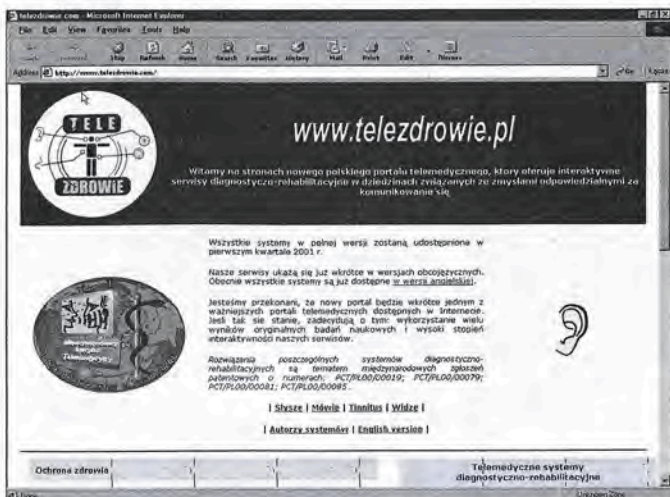 telezdrowie com - Microsoft Internet Explorer
File Edit View Favorites Tools Help
Stop Refresh Home Search Favorites History Mail Print Edit Discuss
Address http://www.telezdrowie.com/ Go
TELE
ZDROWIE
www.telezdrowie.pl
Witamy na stronach nowego polskiego portalu telemedycznego, ktory oferuje interaktywne
serwisy diagnostyczno-rehabilitacyjne w dziedzinach związanych ze zmysłami odpowiedzialnymi za
komunikowanie się
Wszystkie systemy w pełnej wersji zostaną udostępnione w
pierwszym kwartale 2001 r.
Nasze serwisy ukażą się już wkrótce w wersjach obcojęzycznych.
Obecnie wszystkie systemy są już dostępne w wersji angielskiej.
Jesteśmy przekonani, że nowy portal będzie wkrótce jednym z
ważniejszych portali telemedycznych dostępnych w Internecie.
Jeśli tak się stanie, zadecydują o tym: wykorzystanie wielu
wyników oryginalnych badań naukowych i wysoki stopień
interaktywności naszych serwisów.
Rozwiązania poszczególnych systemów diagnostyczno-
rehabilitacyjnych są tematem międzynarodowych zgłoszeń
patentowych o numerach: PCT/PL00/00019; PCT/PL00/00079;
PCT/PL00/00081; PCT/PL00/00085.
| Słyszę | Mówię | Tinnitus | Widzę |
| Autorzy systemów | English version |
Ochrona zdrowia
Telemedyczne systemy
diagnostyczno-rehabilitacyjne